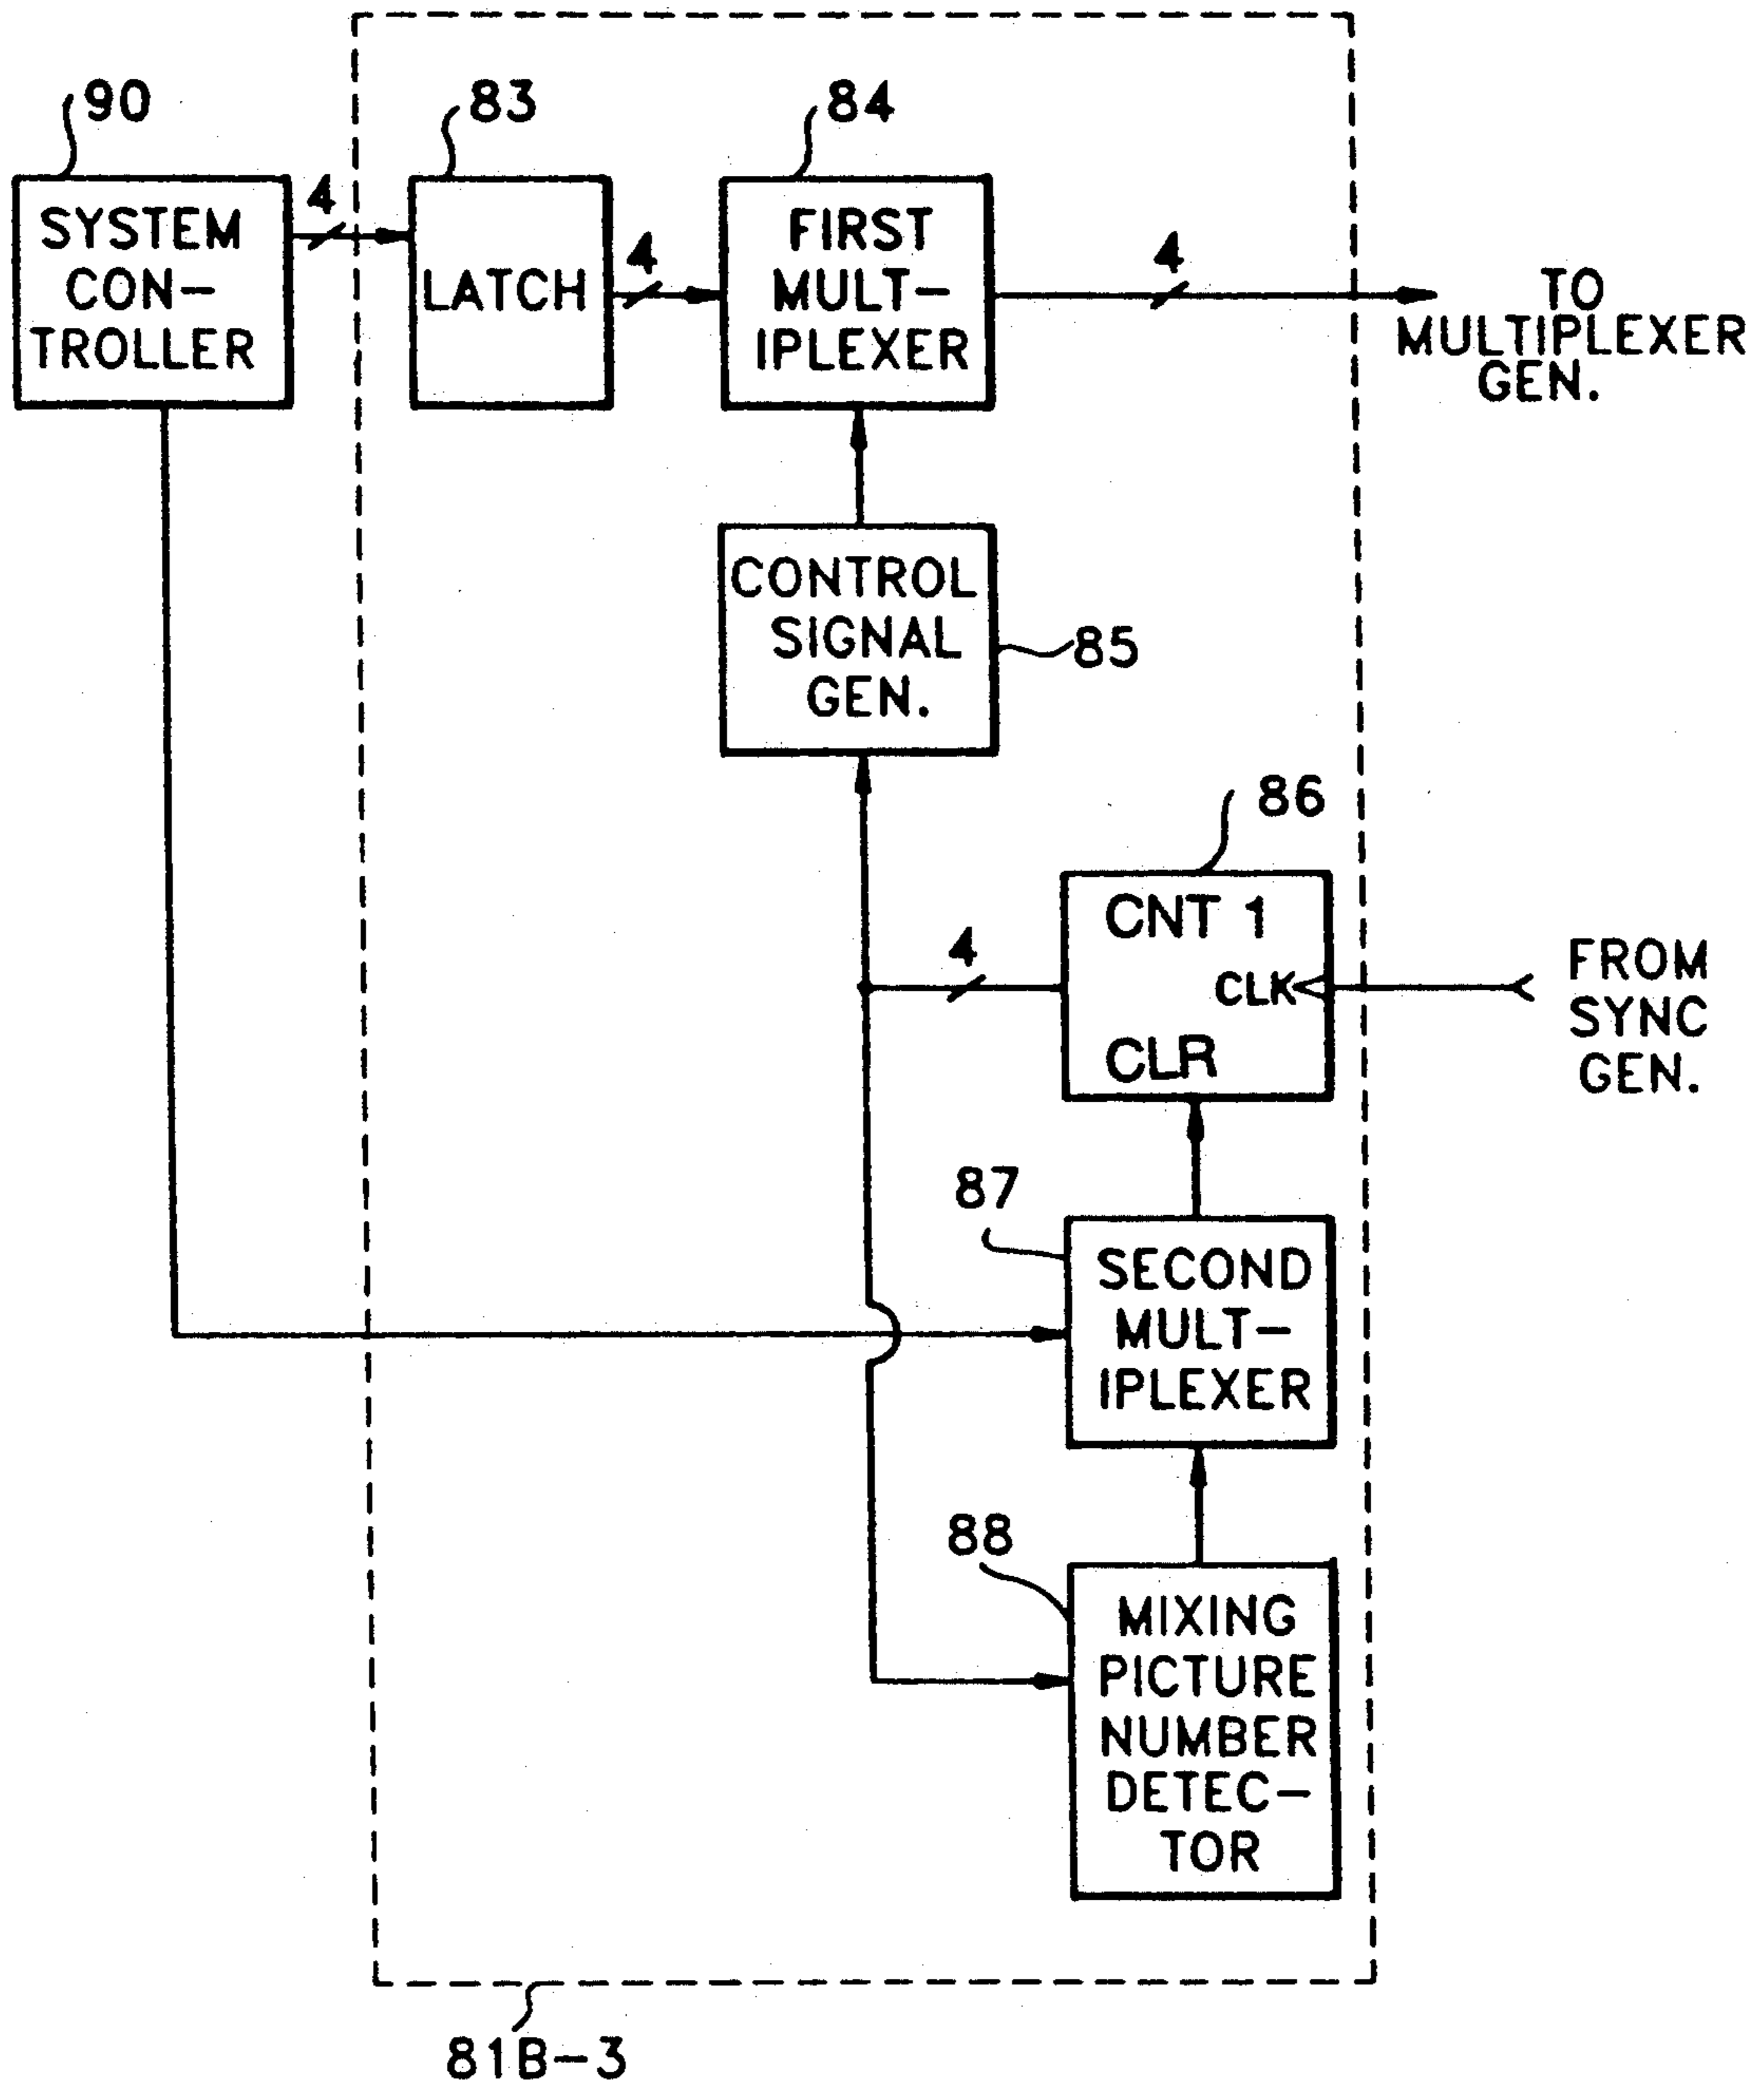 90
83
84
4
SYSTEM
CON-
TROLLER
LATCH
4
FIRST
MULT-
IPLEXER
4
TO
MULTIPLEXER
GEN.
CONTROL
SIGNAL
GEN.
85
86
CNT 1
CLK
CLR
4
FROM
SYNC
GEN.
87
SECOND
MULT-
IPLEXER
88
MIXING
PICTURE
NUMBER
DETEC-
TOR
81B-3